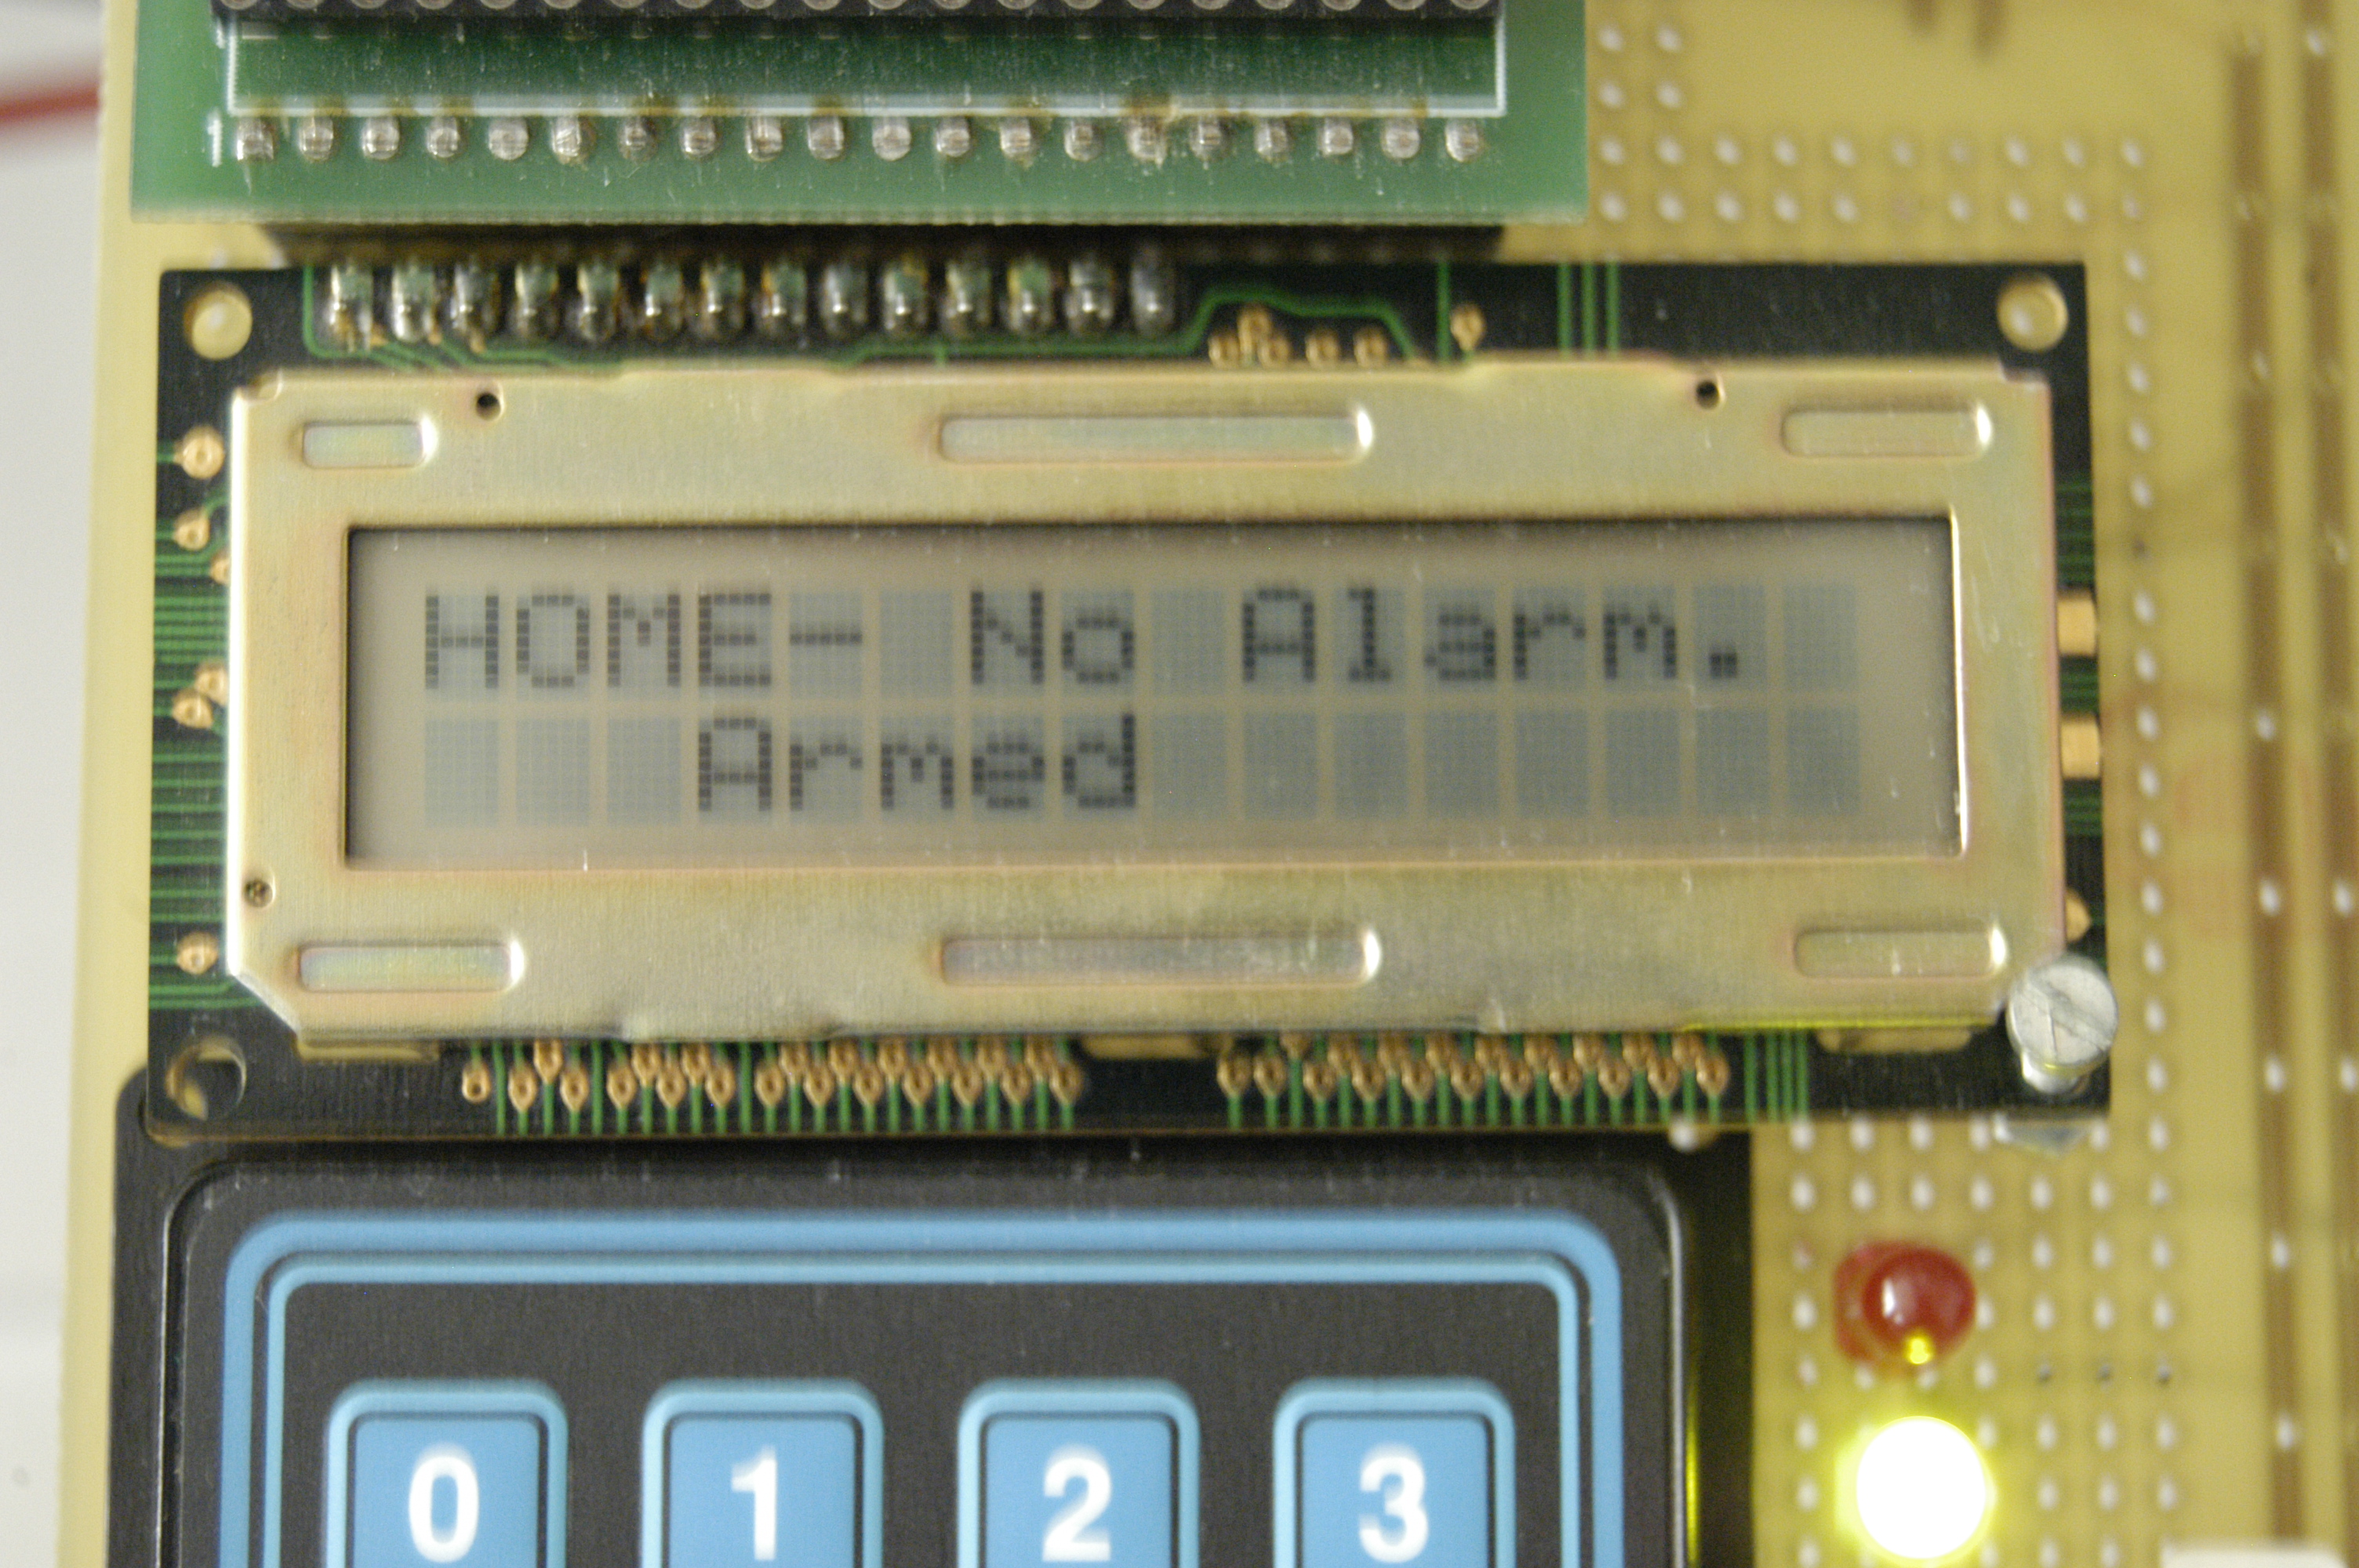 HOME- No Alarm.
Armed
0 1 2 3